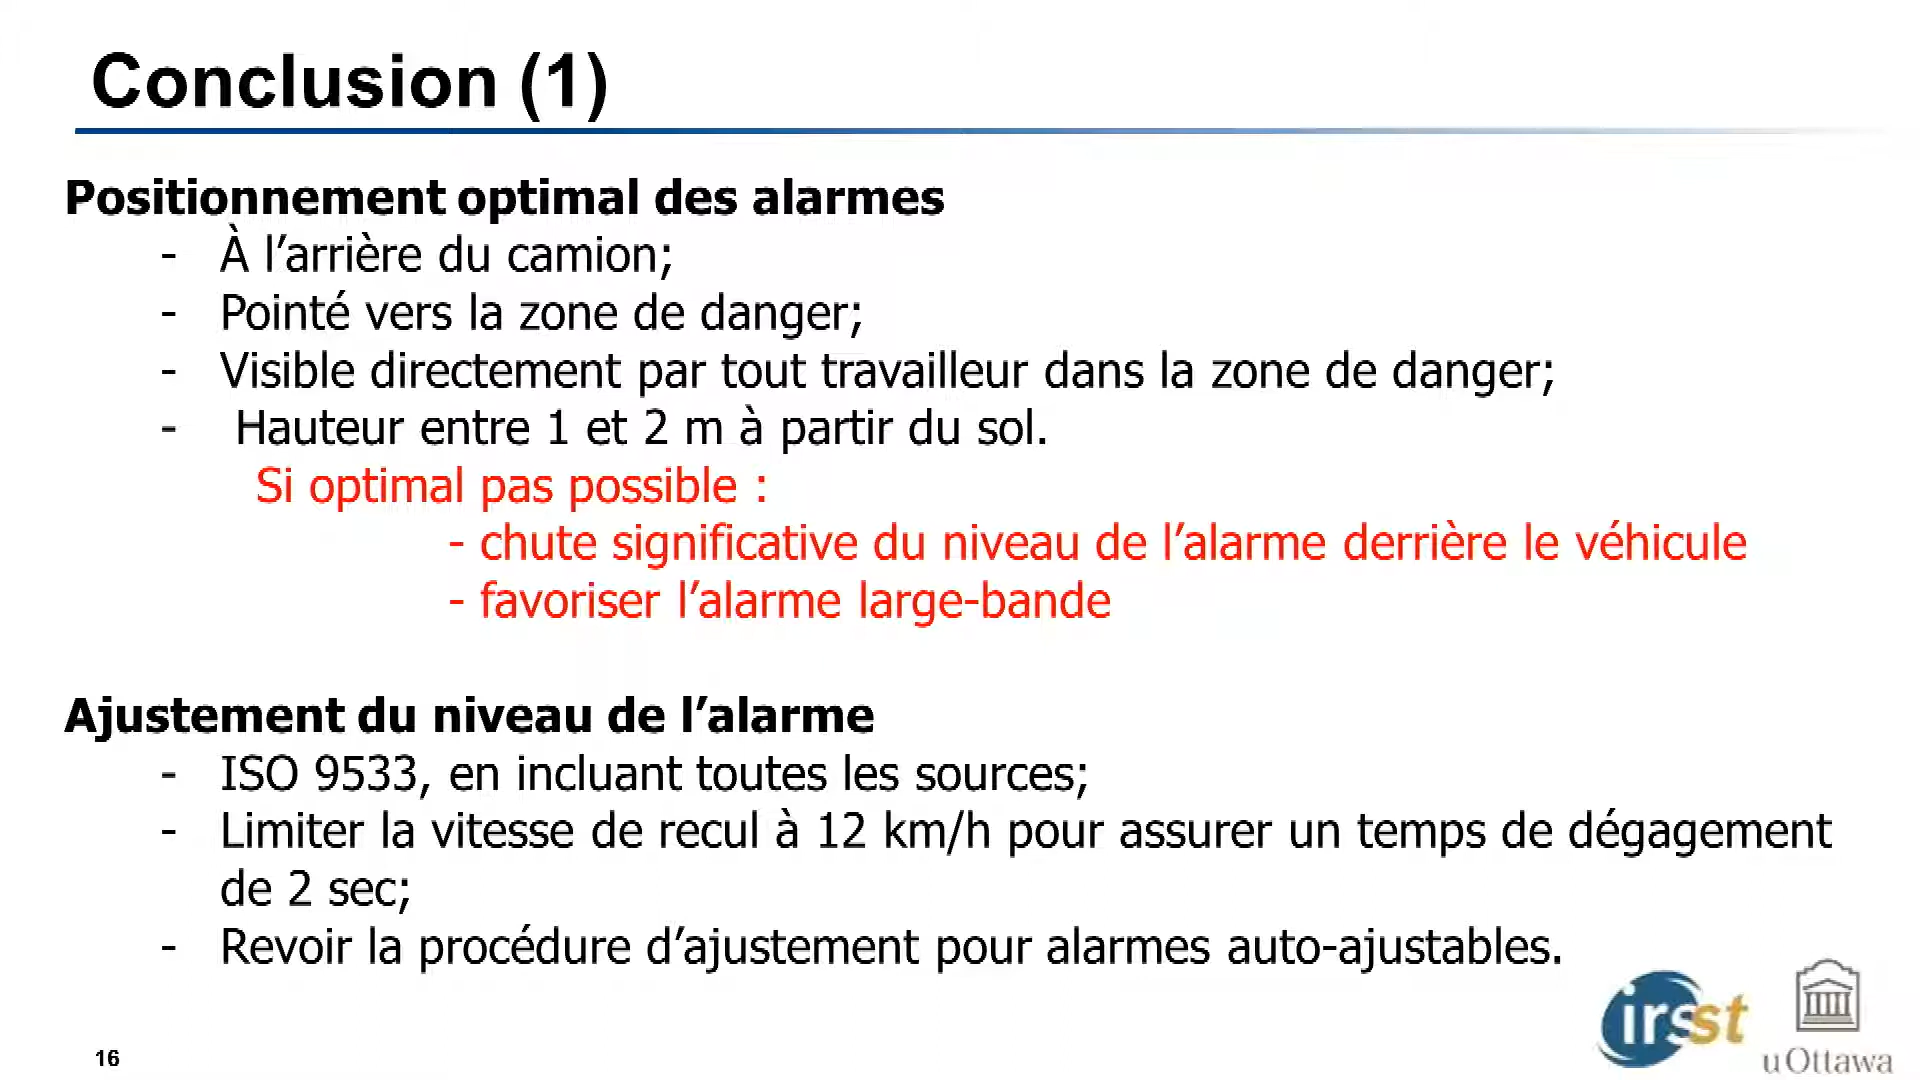 Conclusion (1)
Positionnement optimal des alarmes
- À l’arrière du camion;
- Pointé vers la zone de danger;
- Visible directement par tout travailleur dans la zone de danger;
- Hauteur entre 1 et 2 m à partir du sol.
Si optimal pas possible :
- chute significative du niveau de l’alarme derrière le véhicule
- favoriser l’alarme large-bande
Ajustement du niveau de l’alarme
- ISO 9533, en incluant toutes les sources;
- Limiter la vitesse de recul à 12 km/h pour assurer un temps de dégagement
de 2 sec;
- Revoir la procédure d’ajustement pour alarmes auto-ajustables.
irsst
uOttawa
16